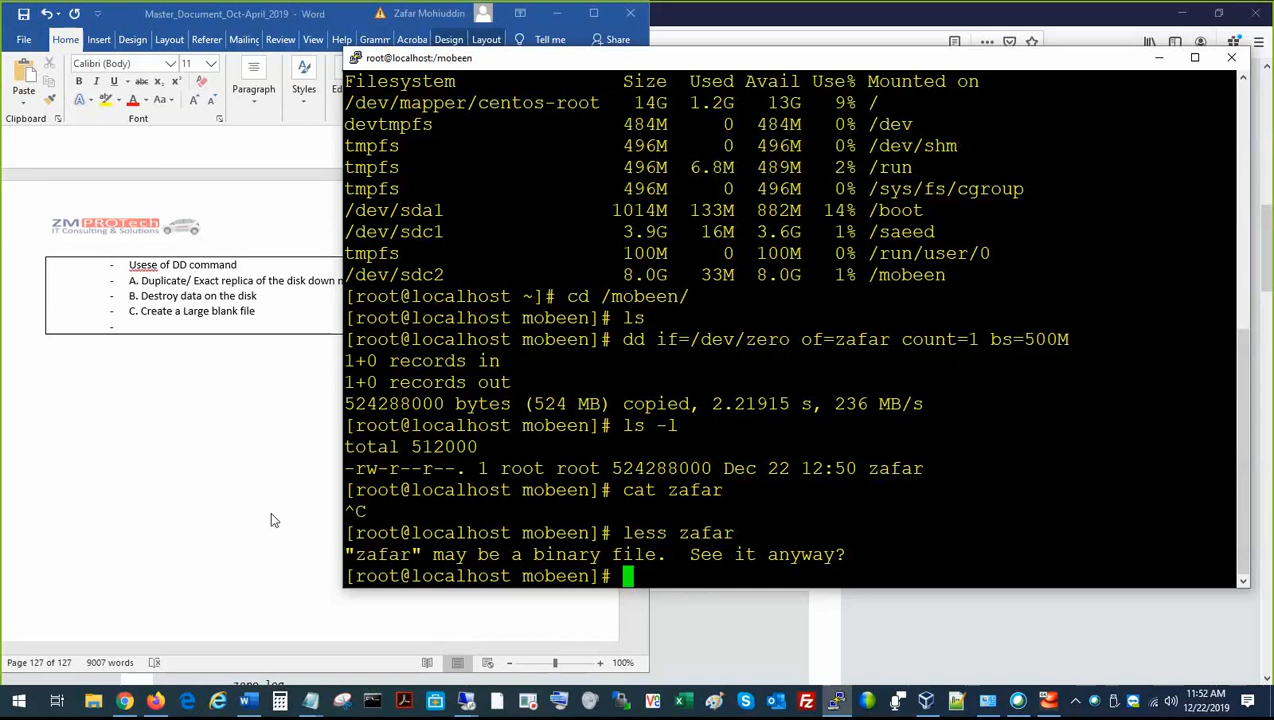 Master_Document_Oct-April_2019 - Word
Zafar Mohiuddin
File Home Insert Design Layout Referer Mailing Review View Help Gramm Acroba Design Layout Tell me Share
Paste
Clipboard
Calibri (Body) 11
B I U abc x₂ x²
A A Aa
Font
Paragraph
Styles
ZM PROTech
IT Consulting & Solutions
- Usese of DD command
- A. Duplicate/ Exact replica of the disk down
- B. Destroy data on the disk
- C. Create a Large blank file
-
root@localhost:/mobeen
Filesystem Size Used Avail Use% Mounted on
/dev/mapper/centos-root 14G 1.2G 13G 9% /
devtmpfs 484M 0 484M 0% /dev
tmpfs 496M 0 496M 0% /dev/shm
tmpfs 496M 6.8M 489M 2% /run
tmpfs 496M 0 496M 0% /sys/fs/cgroup
/dev/sda1 1014M 133M 882M 14% /boot
/dev/sdc1 3.9G 16M 3.6G 1% /saeed
tmpfs 100M 0 100M 0% /run/user/0
/dev/sdc2 8.0G 33M 8.0G 1% /mobeen
[root@localhost ~]# cd /mobeen/
[root@localhost mobeen]# ls
[root@localhost mobeen]# dd if=/dev/zero of=zafar count=1 bs=500M
1+0 records in
1+0 records out
524288000 bytes (524 MB) copied, 2.21915 s, 236 MB/s
[root@localhost mobeen]# ls -l
total 512000
-rw-r--r--. 1 root root 524288000 Dec 22 12:50 zafar
[root@localhost mobeen]# cat zafar
^C
[root@localhost mobeen]# less zafar
"zafar" may be a binary file.  See it anyway?
[root@localhost mobeen]#
Page 127 of 127 9007 words
100%
11:52 AM
12/22/2019